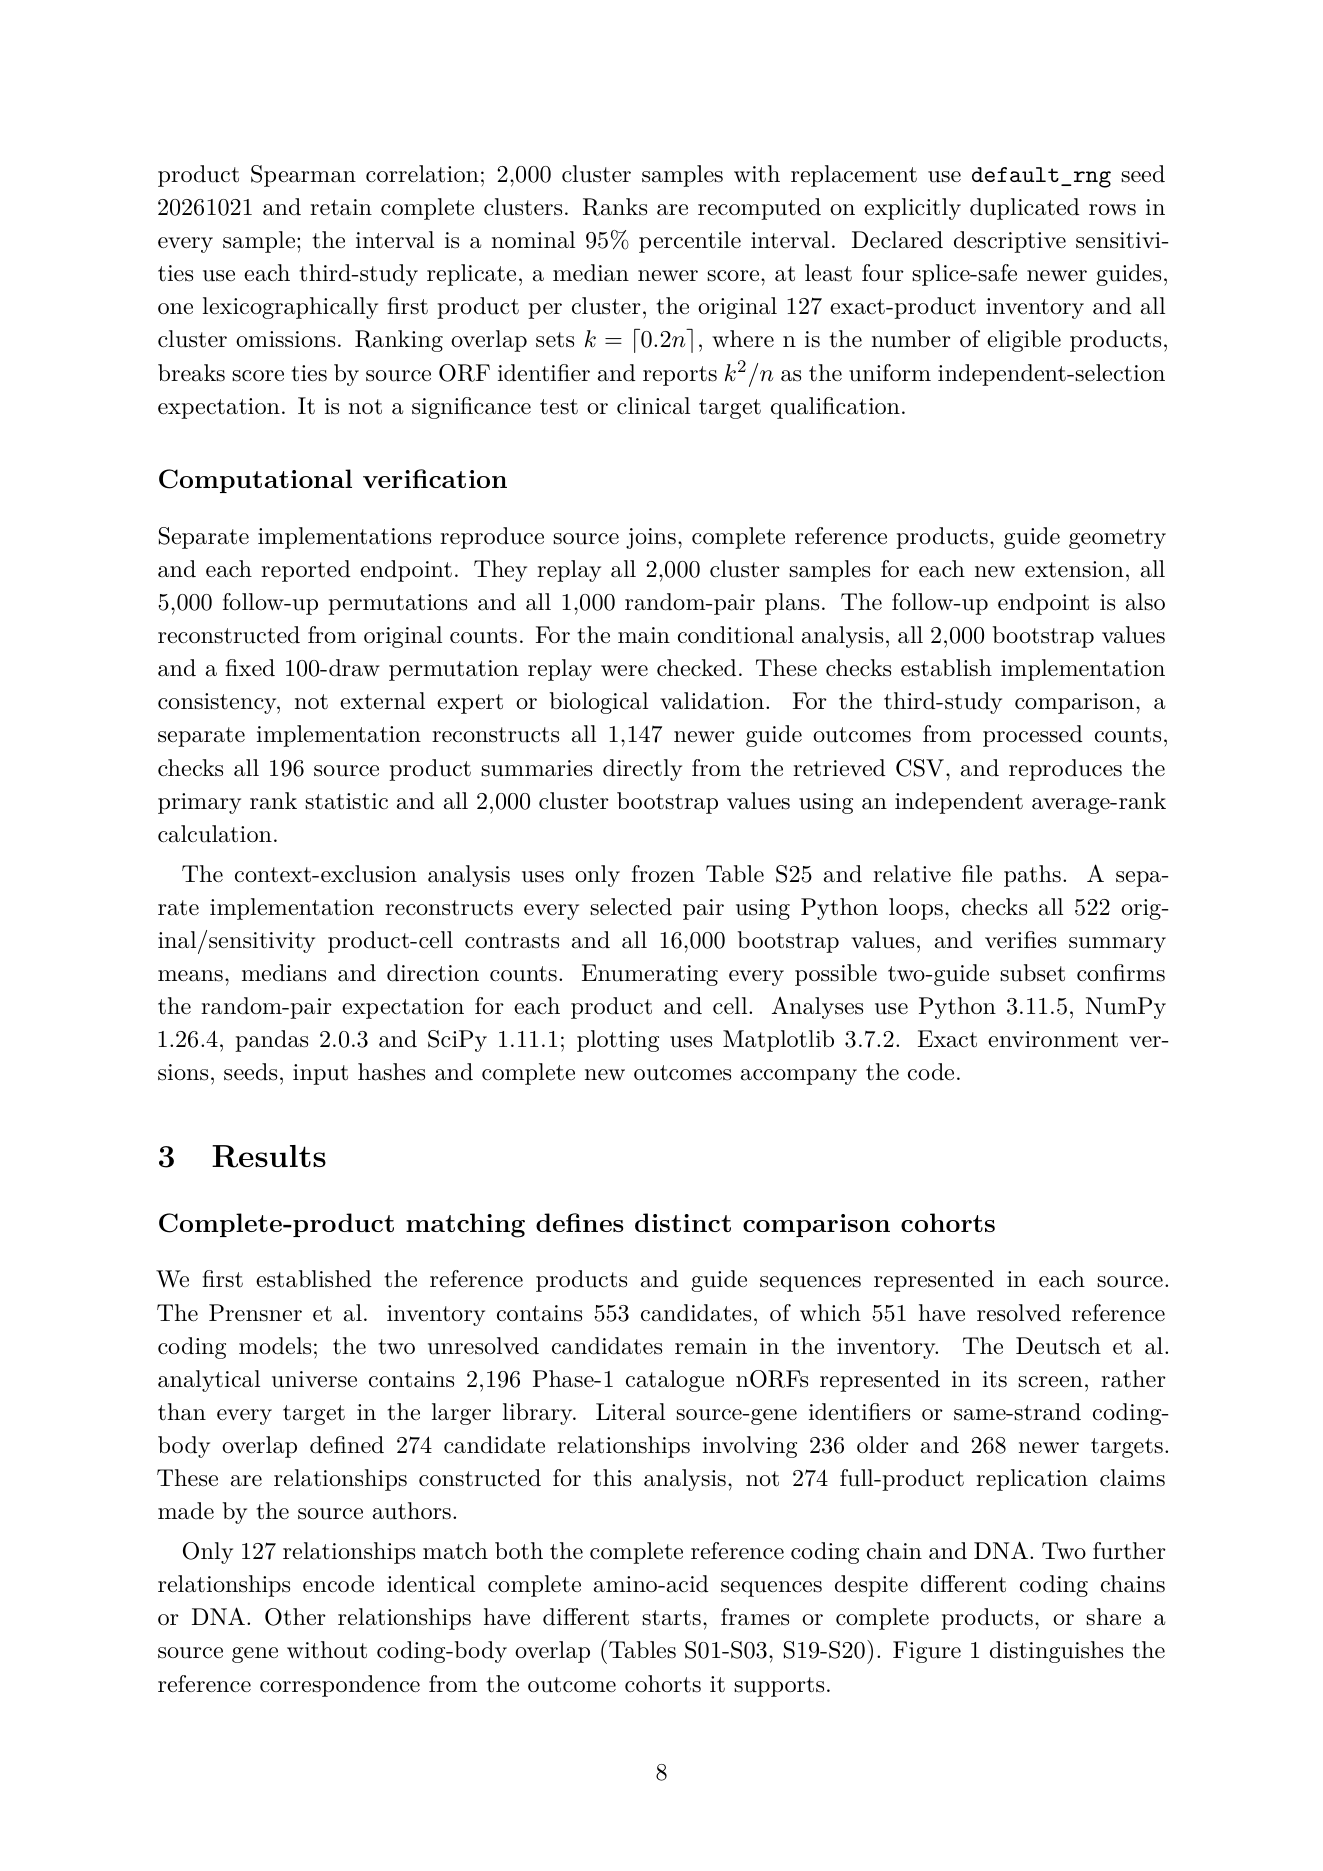 product Spearman correlation; 2,000 cluster samples with replacement use default_rng seed
20261021 and retain complete clusters. Ranks are recomputed on explicitly duplicated rows in
every sample; the interval is a nominal 95% percentile interval. Declared descriptive sensitivi-
ties use each third-study replicate, a median newer score, at least four splice-safe newer guides,
one lexicographically first product per cluster, the original 127 exact-product inventory and all
cluster omissions. Ranking overlap sets k = ⌈0.2n⌉, where n is the number of eligible products,
breaks score ties by source ORF identifier and reports k²/n as the uniform independent-selection
expectation. It is not a significance test or clinical target qualification.
Computational verification
Separate implementations reproduce source joins, complete reference products, guide geometry
and each reported endpoint. They replay all 2,000 cluster samples for each new extension, all
5,000 follow-up permutations and all 1,000 random-pair plans. The follow-up endpoint is also
reconstructed from original counts. For the main conditional analysis, all 2,000 bootstrap values
and a fixed 100-draw permutation replay were checked. These checks establish implementation
consistency, not external expert or biological validation. For the third-study comparison, a
separate implementation reconstructs all 1,147 newer guide outcomes from processed counts,
checks all 196 source product summaries directly from the retrieved CSV, and reproduces the
primary rank statistic and all 2,000 cluster bootstrap values using an independent average-rank
calculation.
The context-exclusion analysis uses only frozen Table S25 and relative file paths. A sepa-
rate implementation reconstructs every selected pair using Python loops, checks all 522 orig-
inal/sensitivity product-cell contrasts and all 16,000 bootstrap values, and verifies summary
means, medians and direction counts. Enumerating every possible two-guide subset confirms
the random-pair expectation for each product and cell. Analyses use Python 3.11.5, NumPy
1.26.4, pandas 2.0.3 and SciPy 1.11.1; plotting uses Matplotlib 3.7.2. Exact environment ver-
sions, seeds, input hashes and complete new outcomes accompany the code.
3 Results
Complete-product matching defines distinct comparison cohorts
We first established the reference products and guide sequences represented in each source.
The Prensner et al. inventory contains 553 candidates, of which 551 have resolved reference
coding models; the two unresolved candidates remain in the inventory. The Deutsch et al.
analytical universe contains 2,196 Phase-1 catalogue nORFs represented in its screen, rather
than every target in the larger library. Literal source-gene identifiers or same-strand coding-
body overlap defined 274 candidate relationships involving 236 older and 268 newer targets.
These are relationships constructed for this analysis, not 274 full-product replication claims
made by the source authors.
Only 127 relationships match both the complete reference coding chain and DNA. Two further
relationships encode identical complete amino-acid sequences despite different coding chains
or DNA. Other relationships have different starts, frames or complete products, or share a
source gene without coding-body overlap (Tables S01-S03, S19-S20). Figure 1 distinguishes the
reference correspondence from the outcome cohorts it supports.
8